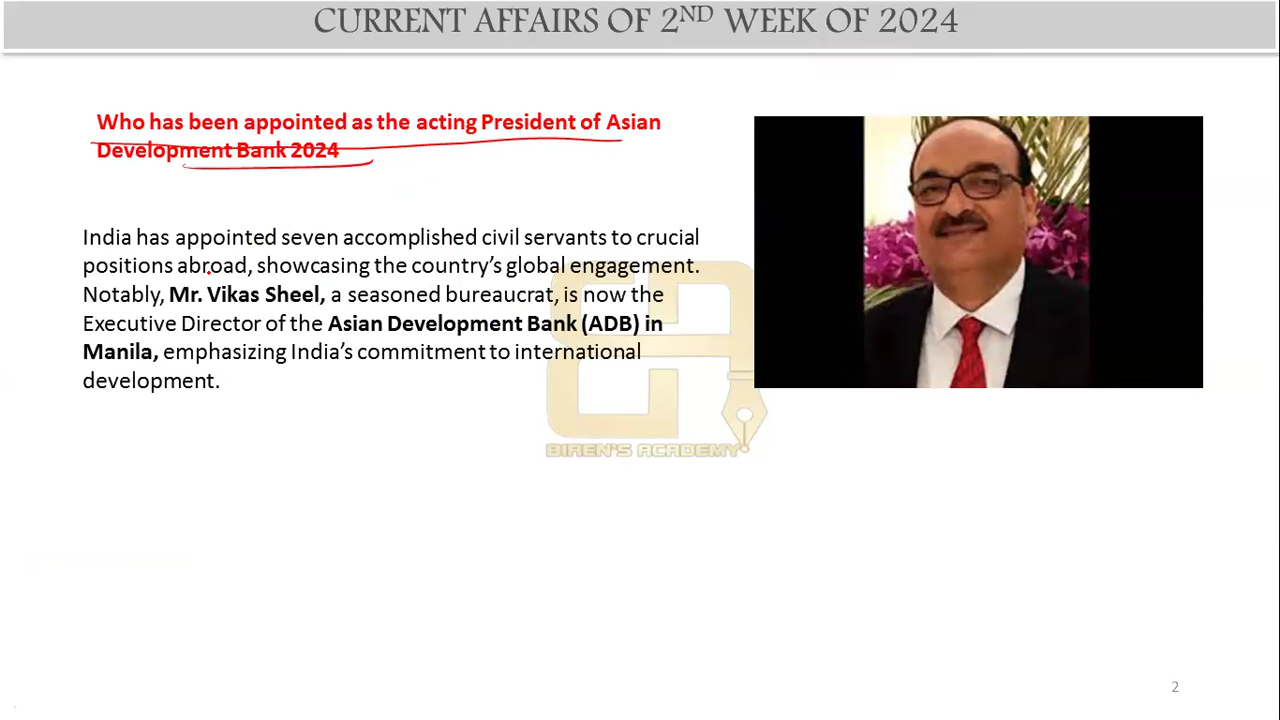 CURRENT AFFAIRS OF 2ND WEEK OF 2024
Who has been appointed as the acting President of Asian
Development Bank 2024
India has appointed seven accomplished civil servants to crucial
positions abroad, showcasing the country’s global engagement.
Notably, Mr. Vikas Sheel, a seasoned bureaucrat, is now the
Executive Director of the Asian Development Bank (ADB) in
Manila, emphasizing India’s commitment to international
development.
BIREN'S ACADEMY
2